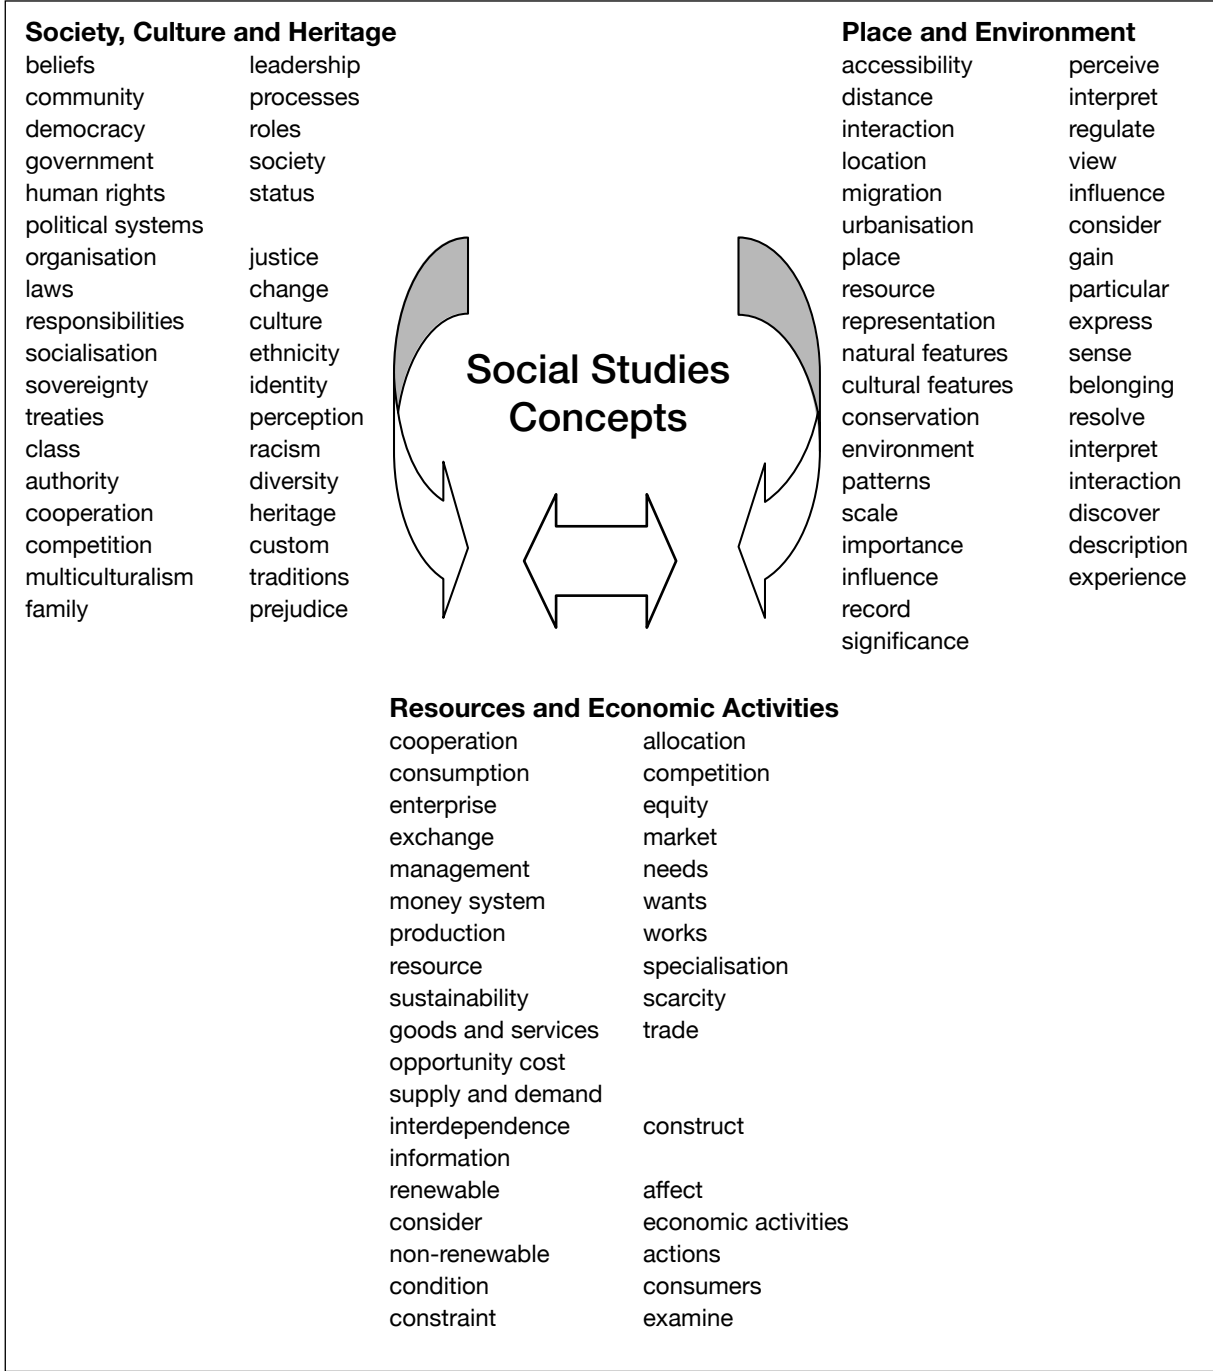 Society, Culture and Heritage
beliefs leadership
community processes
democracy roles
government society
human rights status
political systems
organisation justice
laws change
responsibilities culture
socialisation ethnicity
sovereignty identity
treaties perception
class racism
authority diversity
cooperation heritage
competition custom
multiculturalism traditions
family prejudice
Place and Environment
accessibility perceive
distance interpret
interaction regulate
location view
migration influence
urbanisation consider
place gain
resource particular
representation express
natural features sense
cultural features belonging
conservation resolve
environment interpret
patterns interaction
scale discover
importance description
influence experience
record
significance
Social Studies
Concepts
Resources and Economic Activities
cooperation allocation
consumption competition
enterprise equity
exchange market
management needs
money system wants
production works
resource specialisation
sustainability scarcity
goods and services trade
opportunity cost
supply and demand
interdependence construct
information
renewable affect
consider economic activities
non-renewable actions
condition consumers
constraint examine